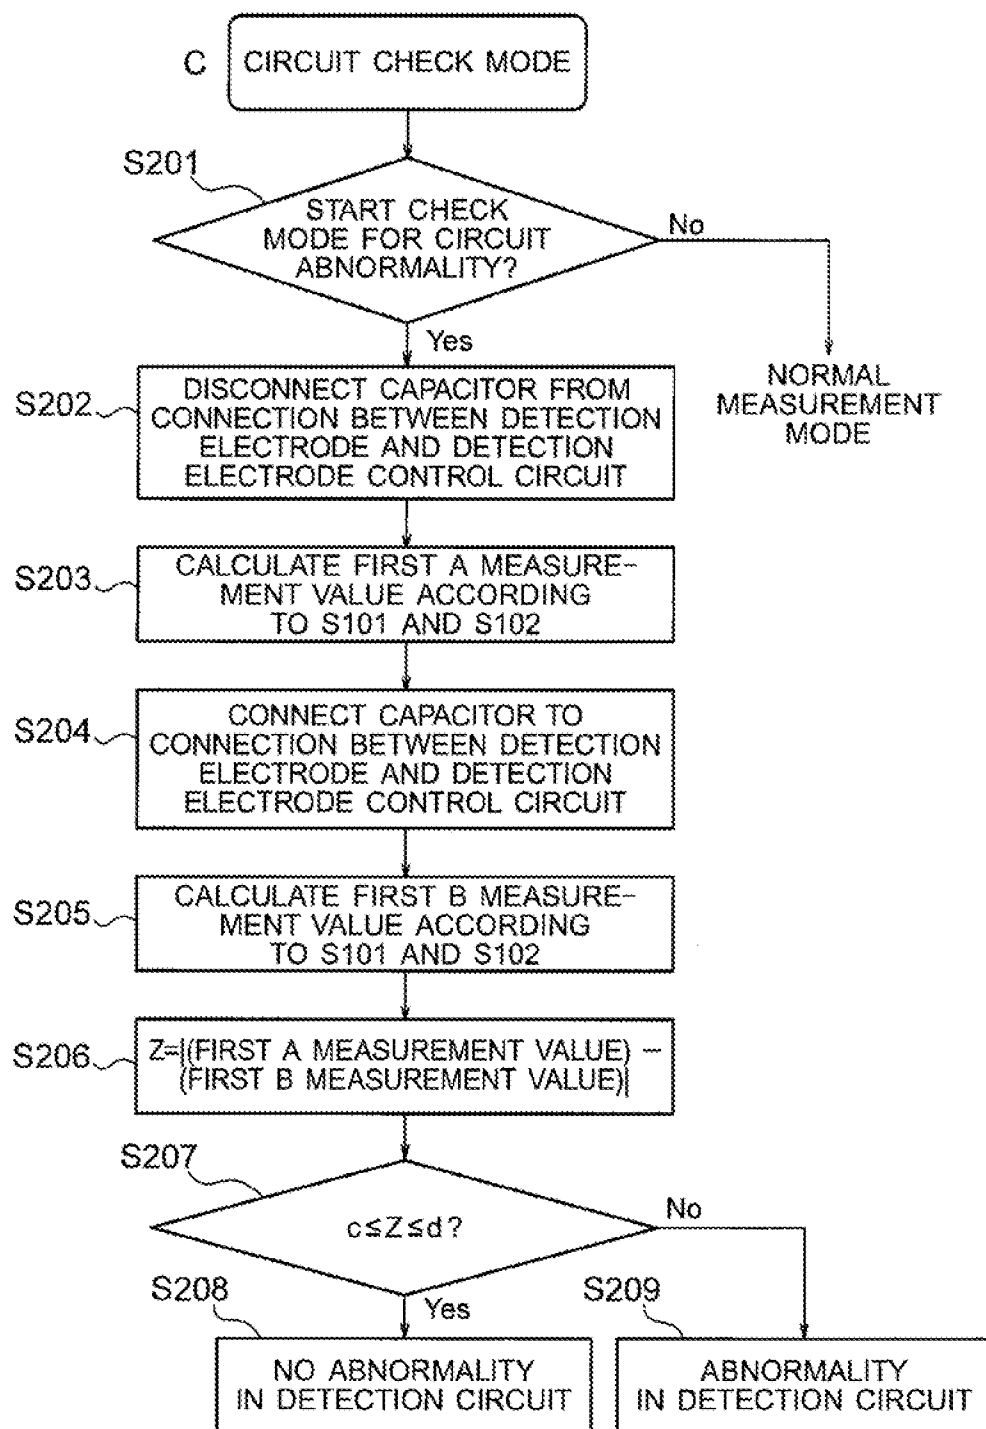 C
CIRCUIT CHECK MODE
S201
START CHECK
MODE FOR CIRCUIT
ABNORMALITY?
No
Yes
NORMAL
MEASUREMENT
MODE
S202
DISCONNECT CAPACITOR FROM
CONNECTION BETWEEN DETECTION
ELECTRODE AND DETECTION
ELECTRODE CONTROL CIRCUIT
S203
CALCULATE FIRST A MEASURE-
MENT VALUE ACCORDING
TO S101 AND S102
S204
CONNECT CAPACITOR TO
CONNECTION BETWEEN DETECTION
ELECTRODE AND DETECTION
ELECTRODE CONTROL CIRCUIT
S205
CALCULATE FIRST B MEASURE-
MENT VALUE ACCORDING
TO S101 AND S102
S206
Z=|(FIRST A MEASUREMENT VALUE) –
(FIRST B MEASUREMENT VALUE)|
S207
c≦Z≦d?
No
Yes
S208
NO ABNORMALITY
IN DETECTION CIRCUIT
S209
ABNORMALITY
IN DETECTION CIRCUIT